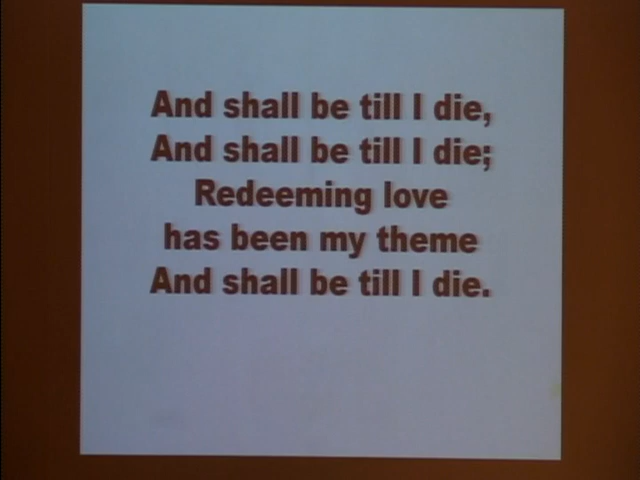 And shall be till I die,
And shall be till I die;
Redeeming love
has been my theme
And shall be till I die.